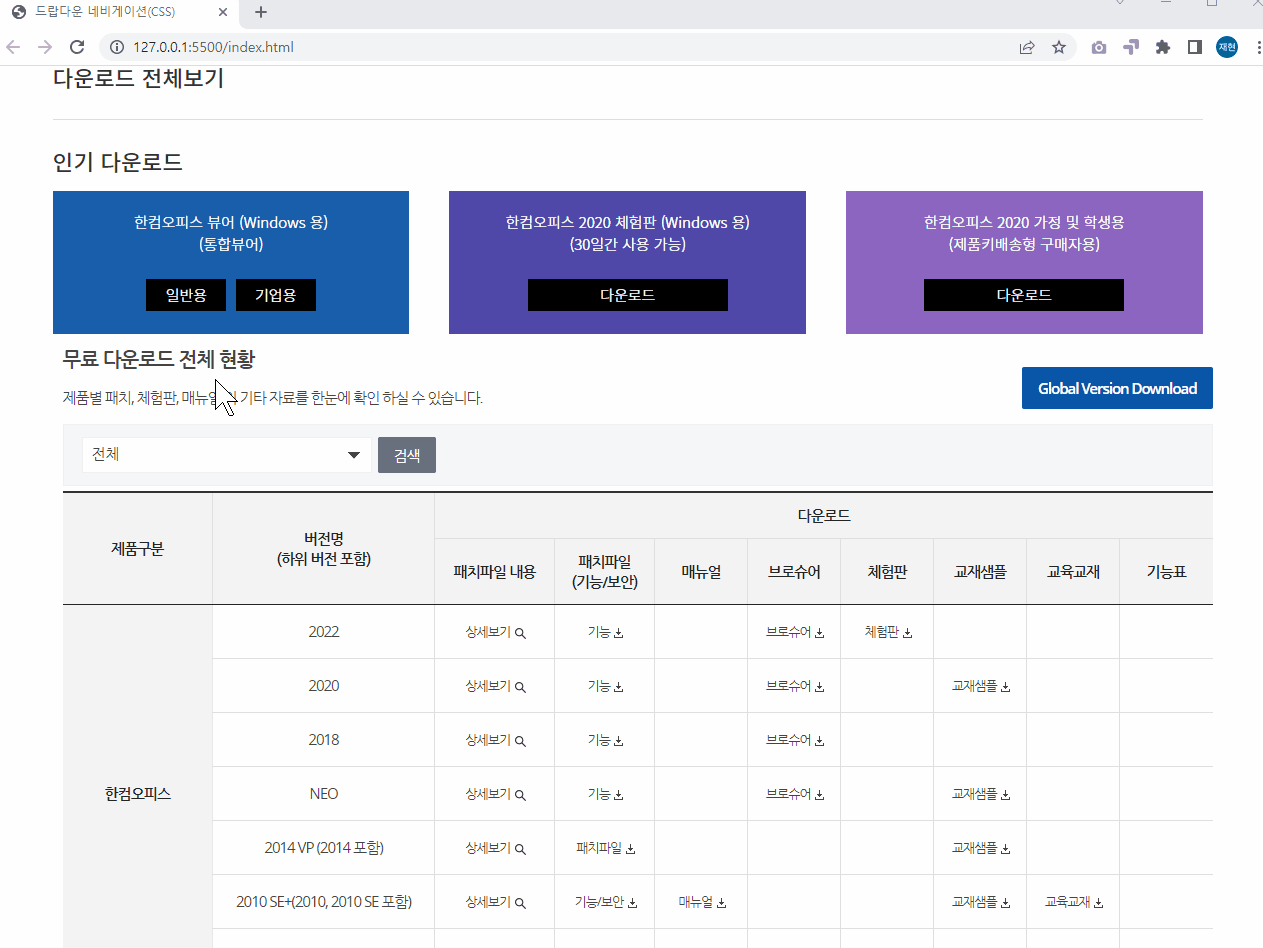 드랍다운 네비게이션(CSS)
127.0.0.1:5500/index.html
재현
다운로드 전체보기
인기 다운로드
한컴오피스 뷰어 (Windows 용)
(통합뷰어)
일반용 기업용
한컴오피스 2020 체험판 (Windows 용)
(30일간 사용 가능)
다운로드
한컴오피스 2020 가정 및 학생용
(제품키배송형 구매자용)
다운로드
무료 다운로드 전체 현황
제품별 패치, 체험판, 매뉴얼 기타 자료를 한눈에 확인 하실 수 있습니다.
Global Version Download
전체 검색
제품구분
버전명
(하위 버전 포함)
다운로드
패치파일 내용
패치파일
(기능/보안)
매뉴얼
브로슈어
체험판
교재샘플
교육교재
기능표
한컴오피스
2022 상세보기 기능 브로슈어 체험판
2020 상세보기 기능 브로슈어 교재샘플
2018 상세보기 기능 브로슈어
NEO 상세보기 기능 브로슈어 교재샘플
2014 VP (2014 포함) 상세보기 패치파일 교재샘플
2010 SE+(2010, 2010 SE 포함) 상세보기 기능/보안 매뉴얼 교재샘플 교육교재